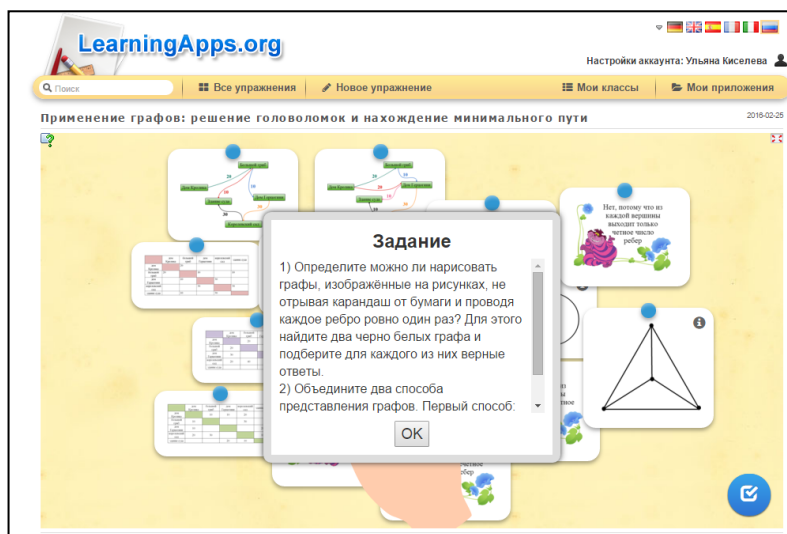 LearningApps.org
Настройки аккаунта: Ульяна Киселева
Поиск
Все упражнения
Новое упражнение
Мои классы
Мои приложения
Применение графов: решение головоломок и нахождение минимального пути
2016-02-25
Нет, потому что из
каждой вершины
выходит только
четное число
ребер
Задание
1) Определите можно ли нарисовать
графы, изображённые на рисунках, не
отрывая карандаш от бумаги и проводя
каждое ребро ровно один раз? Для этого
найдите два черно белых графа и
подберите для каждого из них верные
ответы.
2) Объедините два способа
представления графов. Первый способ:
OK